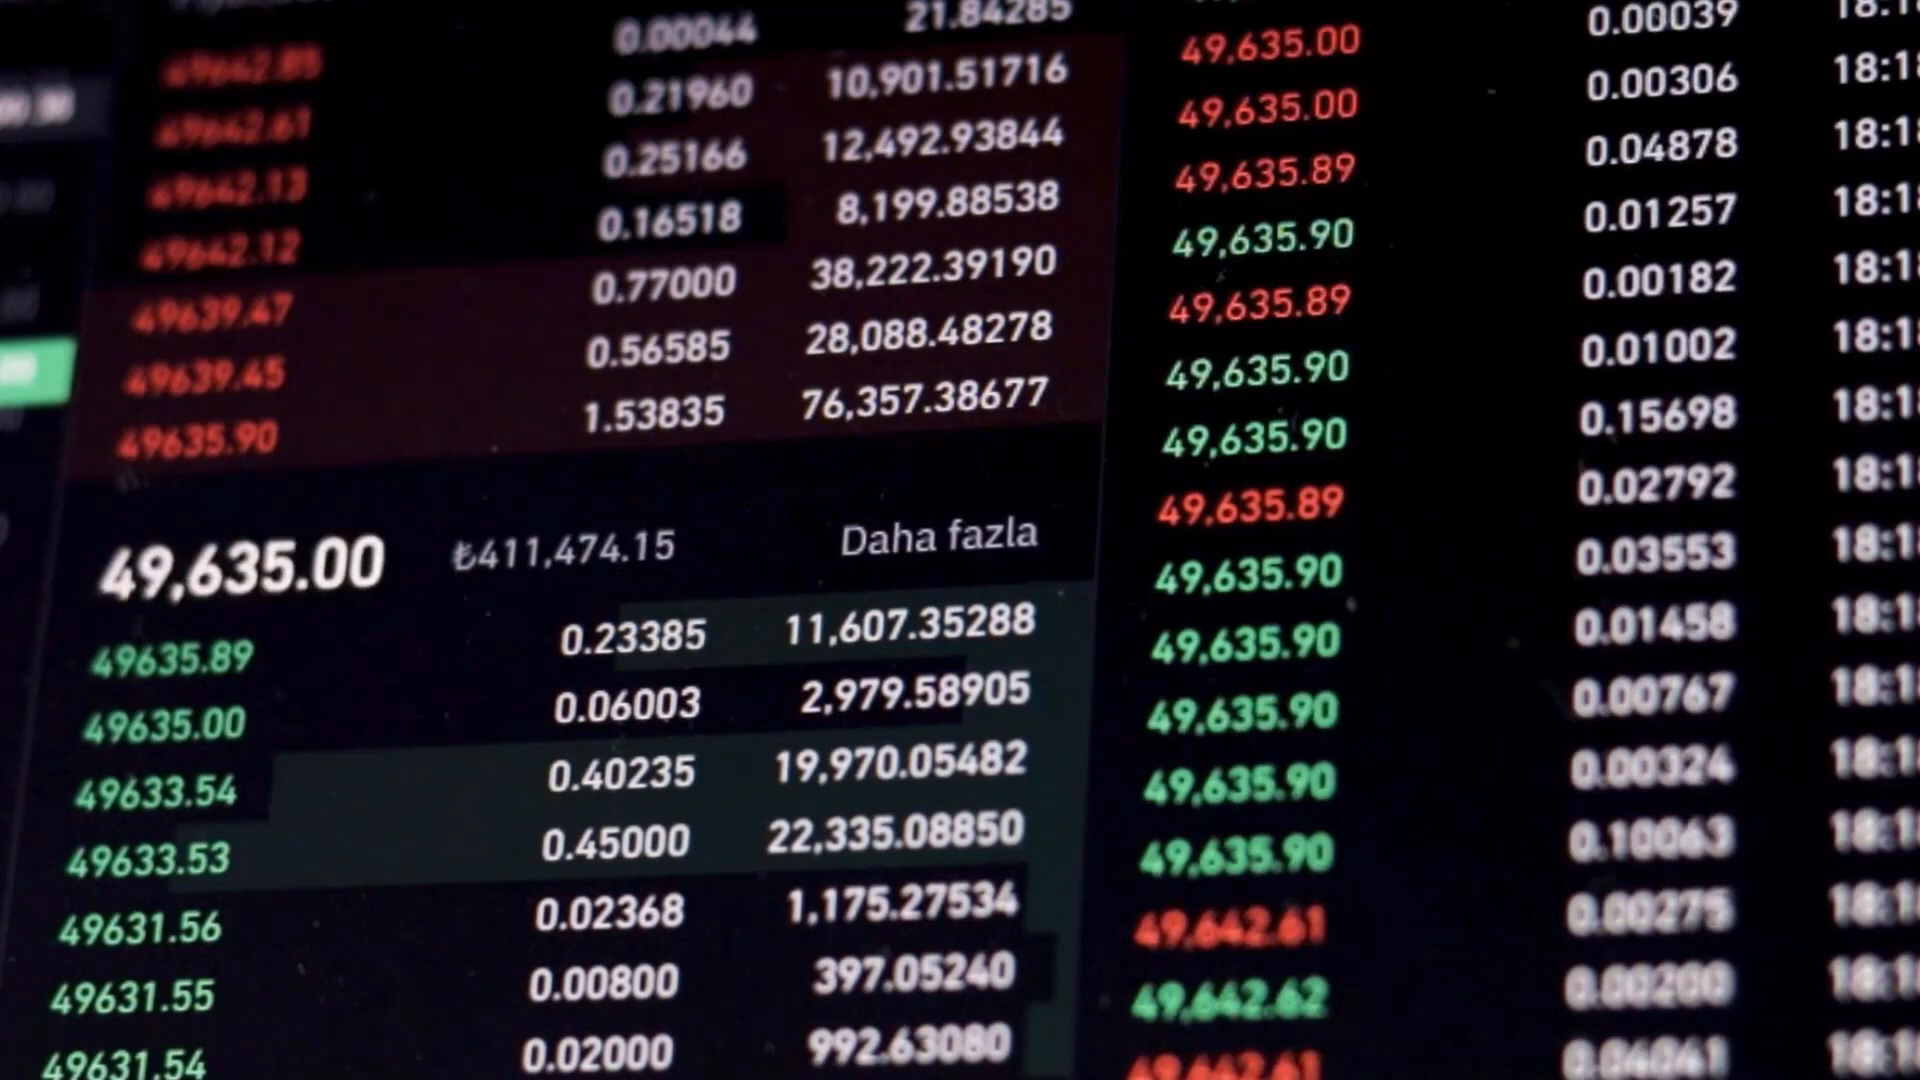 0.00044 21.84285
49642.85 0.21960 10,901.51716
49642.61 0.25166 12,492.93844
49642.13 0.16518 8,199.88538
49642.12 0.77000 38,222.39190
49639.47 0.56585 28,088.48278
49639.45 1.53835 76,357.38677
49635.90
49,635.00 ₺411,474.15 Daha fazla
49635.89 0.23385 11,607.35288
49635.00 0.06003 2,979.58905
49633.54 0.40235 19,970.05482
49633.53 0.45000 22,335.08850
49631.56 0.02368 1,175.27534
49631.55 0.00800 397.05240
49631.54 0.02000 992.63080
49,635.00 0.00039
49,635.00 0.00306 18:1
49,635.89 0.04878 18:1
49,635.90 0.01257 18:1
49,635.89 0.00182 18:1
49,635.90 0.01002 18:1
49,635.90 0.15698 18:1
49,635.89 0.02792 18:1
49,635.90 0.03553 18:1
49,635.90 0.01458 18:1
49,635.90 0.00767 18:1
49,635.90 0.00324 18:1
49,635.90 0.10063 18:1
49,642.61 0.00275 18:1
49,642.62 0.00200 18:1
49,642.61 0.04041 18:1